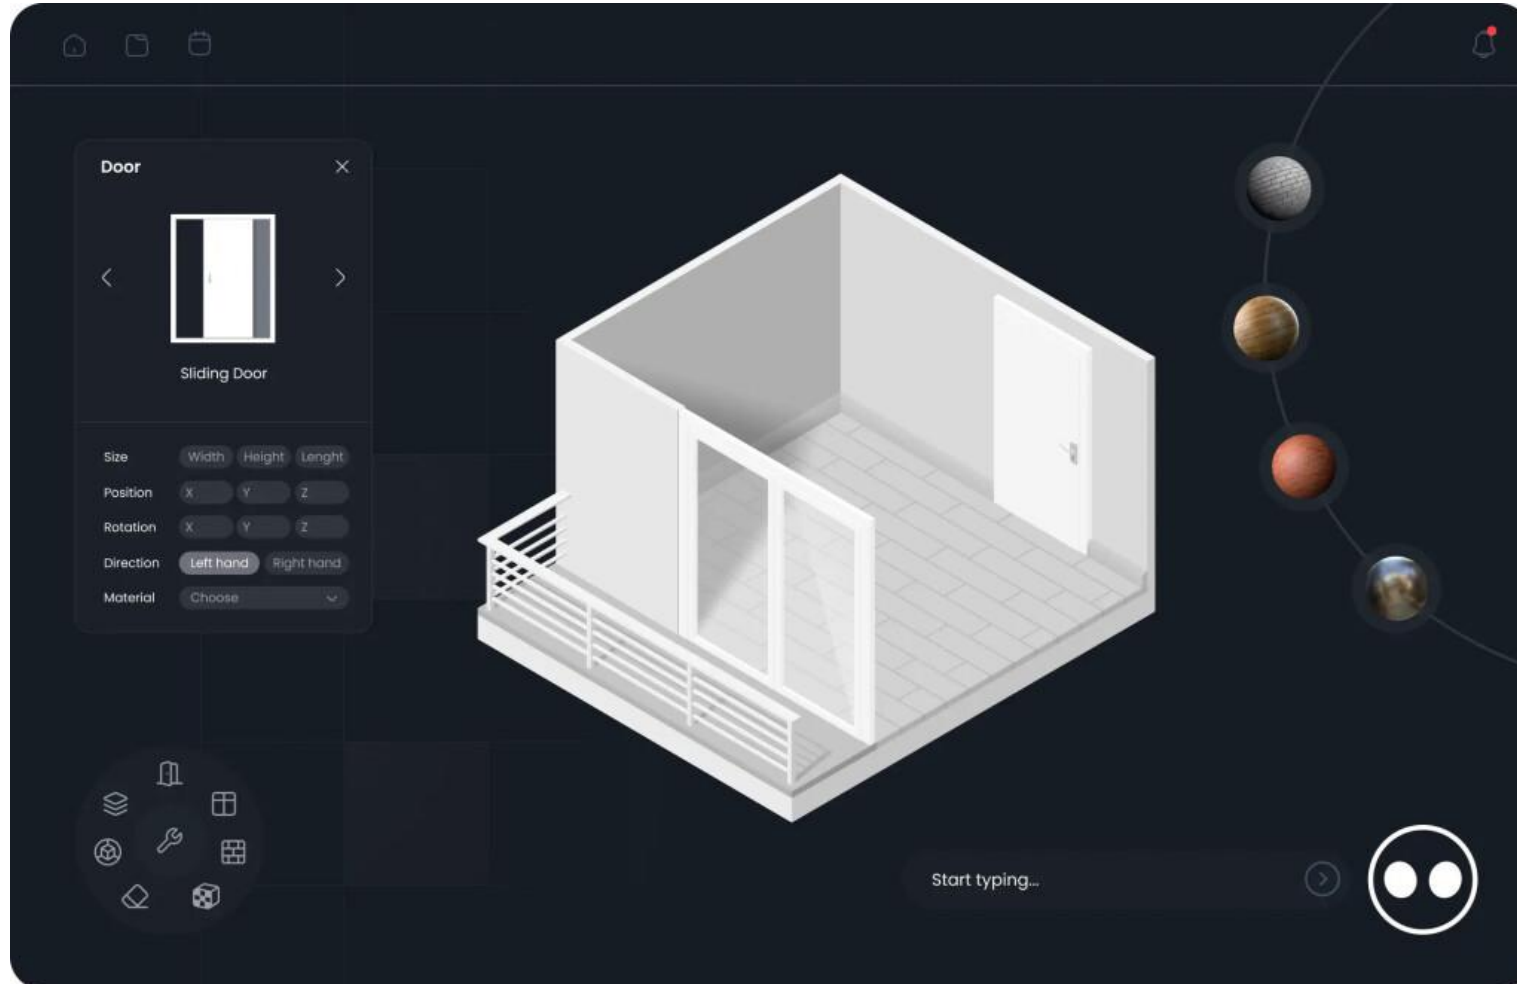 Door
Sliding Door
Size Width Height Lenght
Position X Y Z
Rotation X Y Z
Direction Left hand Right hand
Material Choose
Start typing...